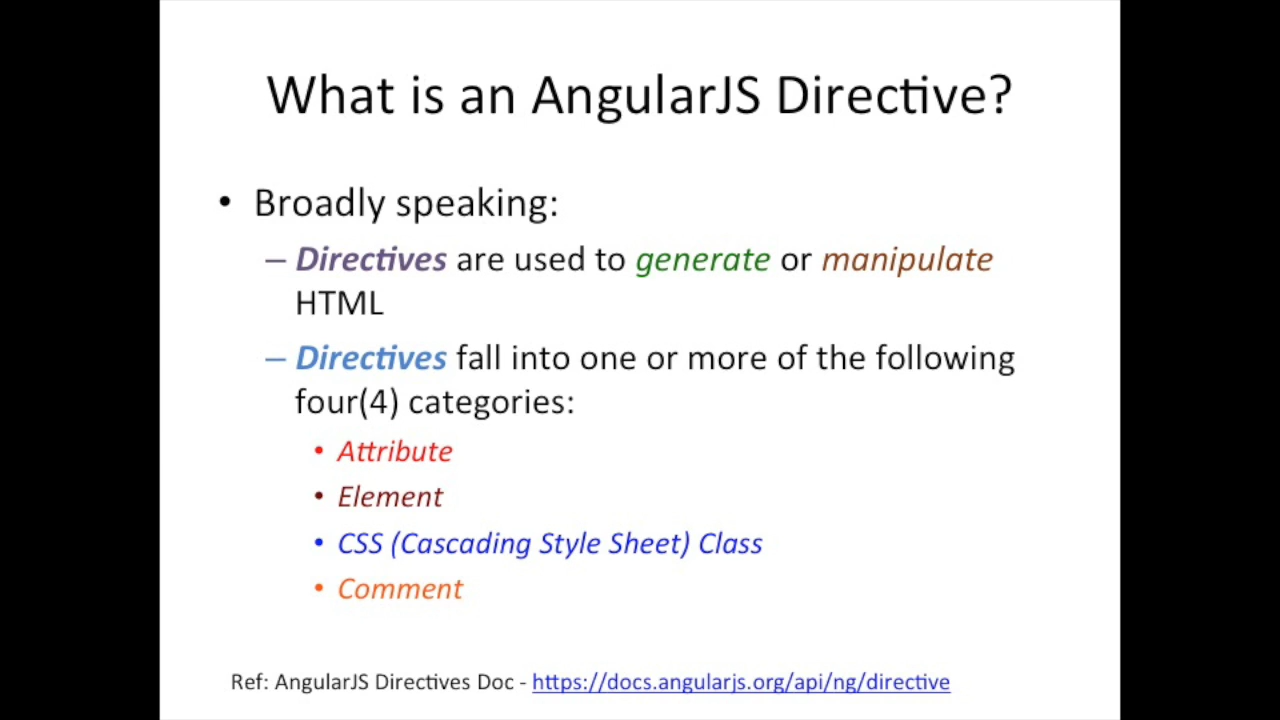 What is an AngularJS Directive?
• Broadly speaking:
– Directives are used to generate or manipulate
HTML
– Directives fall into one or more of the following
four(4) categories:
• Attribute
• Element
• CSS (Cascading Style Sheet) Class
• Comment
Ref: AngularJS Directives Doc - https://docs.angularjs.org/api/ng/directive